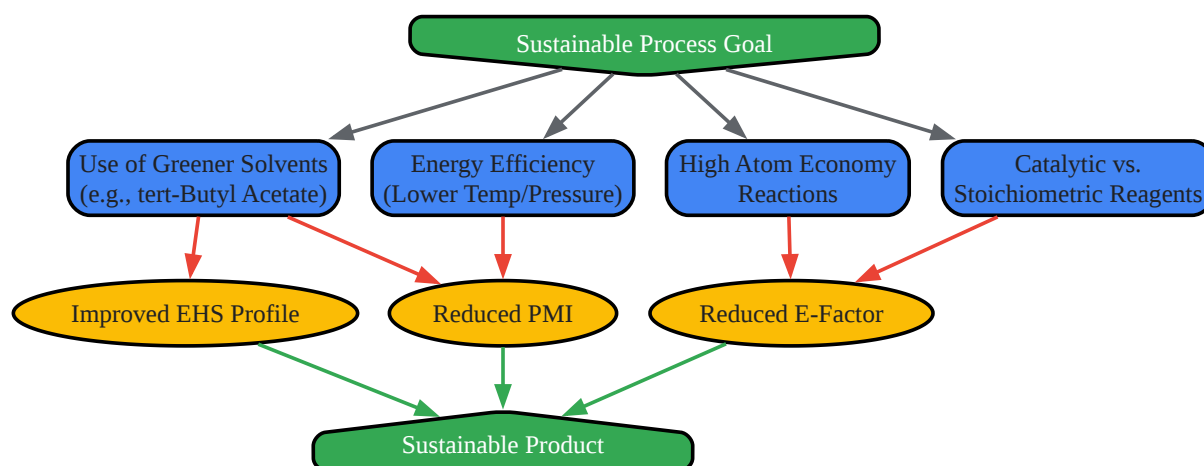 Sustainable Process Goal
Use of Greener Solvents
(e.g., tert-Butyl Acetate)
Energy Efficiency
(Lower Temp/Pressure)
High Atom Economy
Reactions
Catalytic vs.
Stoichiometric Reagents
Improved EHS Profile
Reduced PMI
Reduced E-Factor
Sustainable Product